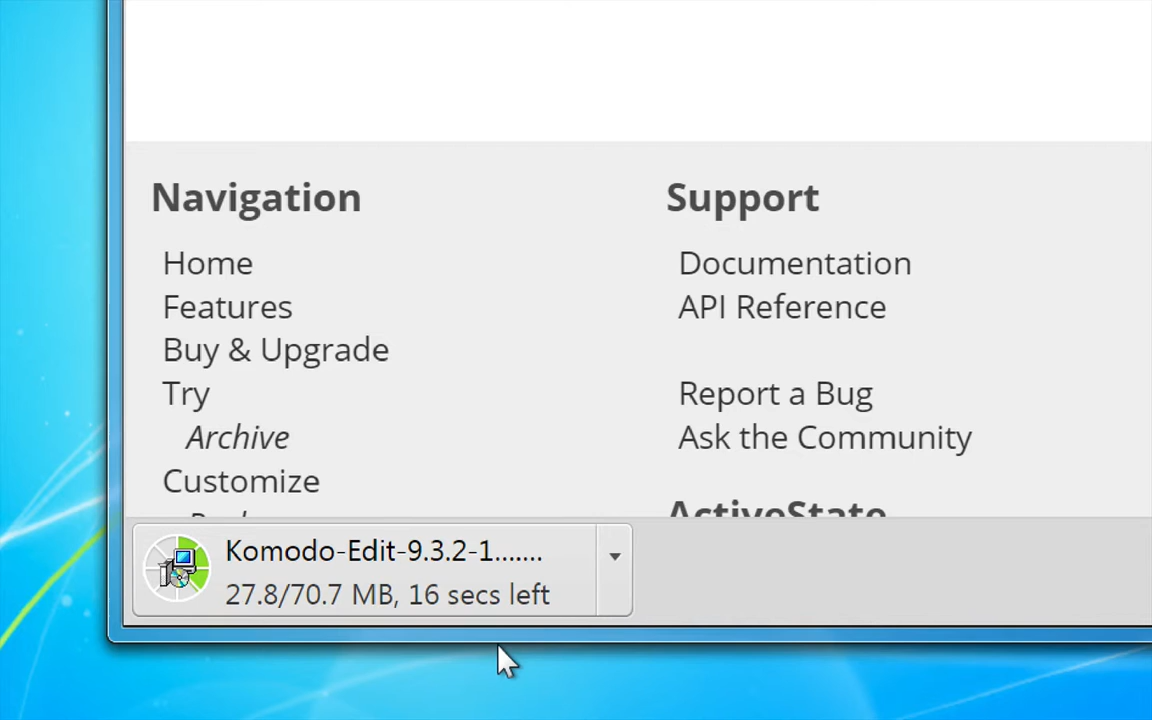 Navigation
Home
Features
Buy & Upgrade
Try
Archive
Customize
Support
Documentation
API Reference
Report a Bug
Ask the Community
ActiveState
Komodo-Edit-9.3.2-1.......
27.8/70.7 MB, 16 secs left